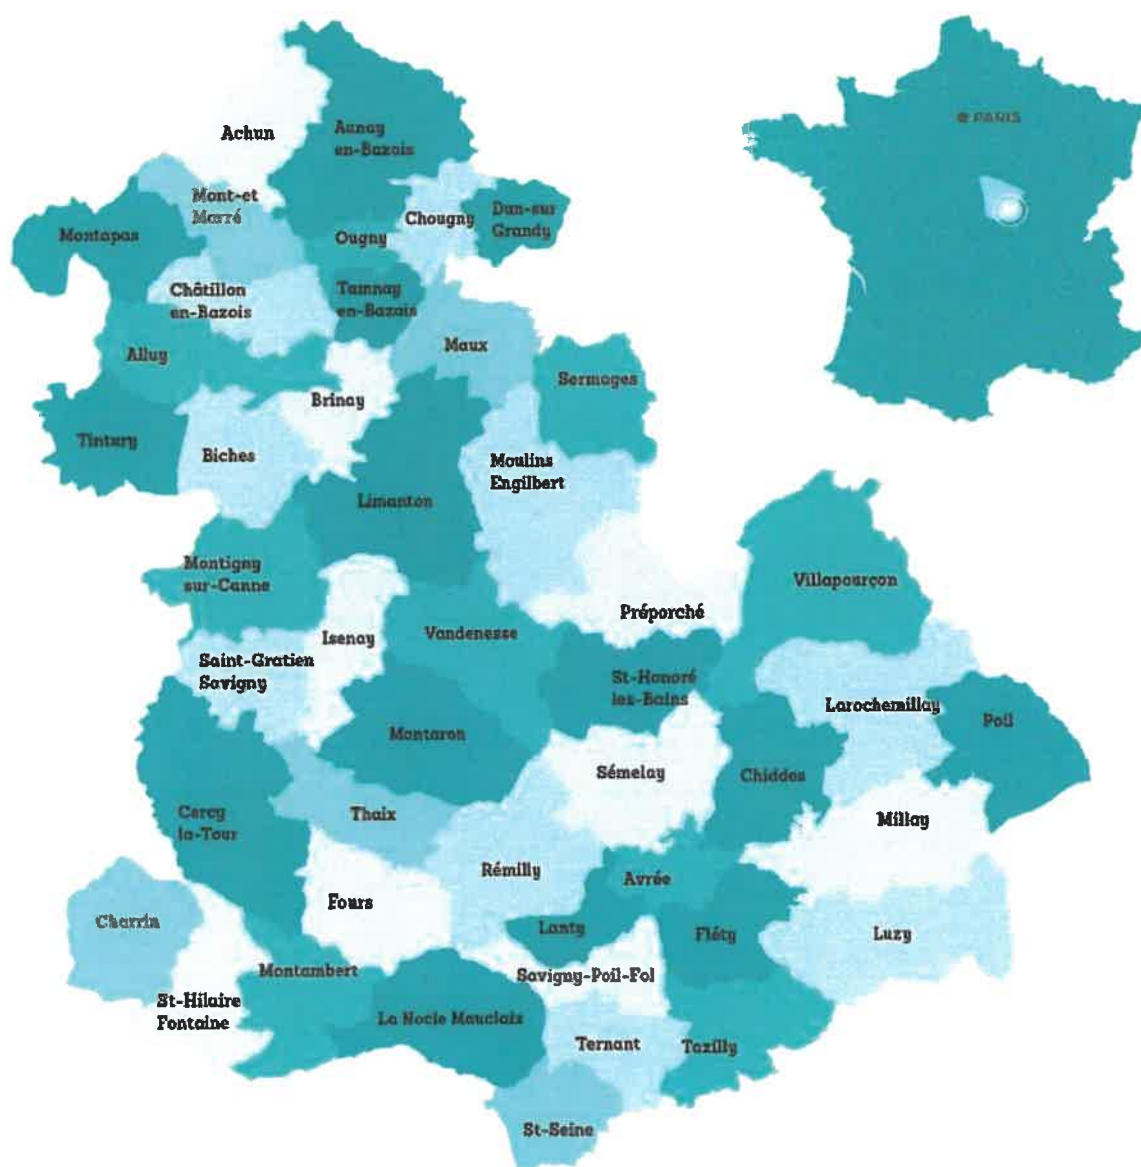 PARIS
Achun
Aunay
en-Bazois
Mont-et
Marré
Chougny
Dun-sur
Grandy
Montapas
Ougny
Châtillon
en-Bazois
Tamnay
en-Bazois
Alluy
Maux
Sermages
Brinay
Tintury
Biches
Moulins
Engilbert
Limanton
Montigny
sur-Canne
Villapourçon
Préporché
Isenay
Vandenesse
Saint-Gratien
Savigny
St-Honoré
les-Bains
Larochemillay
Poil
Montaron
Sémelay
Chiddes
Cercy
la-Tour
Thaix
Millay
Rémilly
Avrée
Fours
Charrin
Lanty
Fléty
Luzy
Montambert
Savigny-Poil-Fol
St-Hilaire
Fontaine
La Nocle Maulaix
Ternant
Tazilly
St-Seine